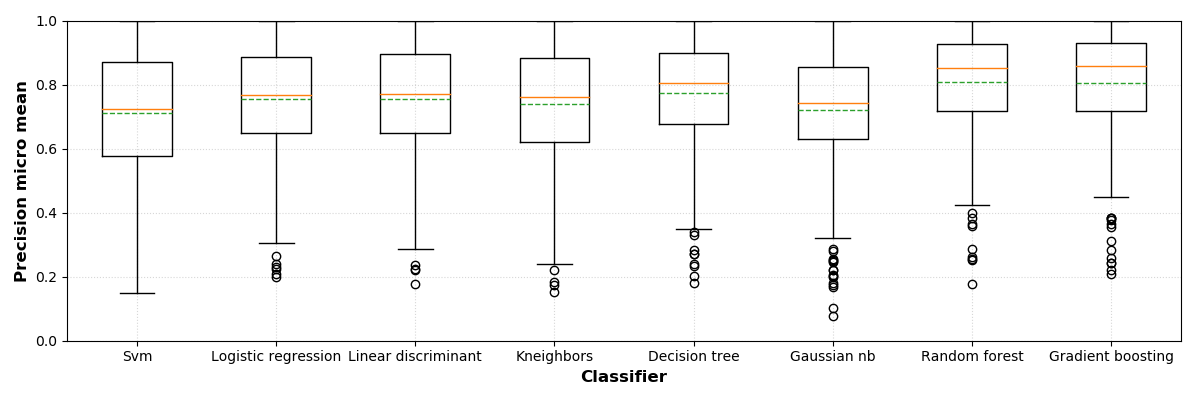 Precision micro mean
1.0
0.8
0.6
0.4
0.2
0.0
Svm Logistic regression Linear discriminant Kneighbors Decision tree Gaussian nb Random forest Gradient boosting
Classifier